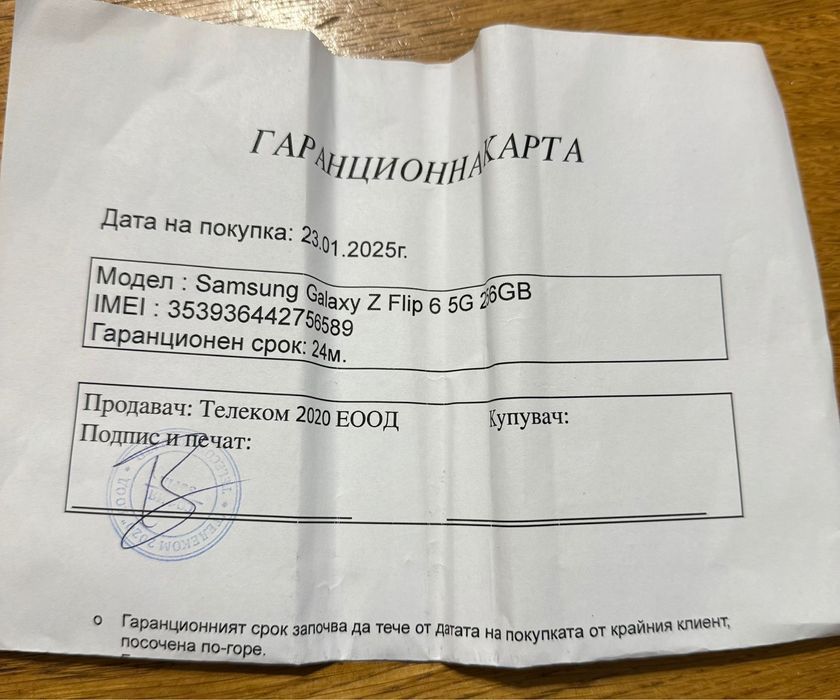 ГАРАНЦИОННА КАРТА
Дата на покупка: 23.01.2025г.
Модел : Samsung Galaxy Z Flip 6 5G 256GB
IMEI : 353936442756589
Гаранционен срок: 24м.
Продавач: Телеком 2020 ЕООД Купувач:
Подпис и печат:
о Гаранционният срок започва да тече от датата на покупката от крайния клиент,
посочена по-горе.